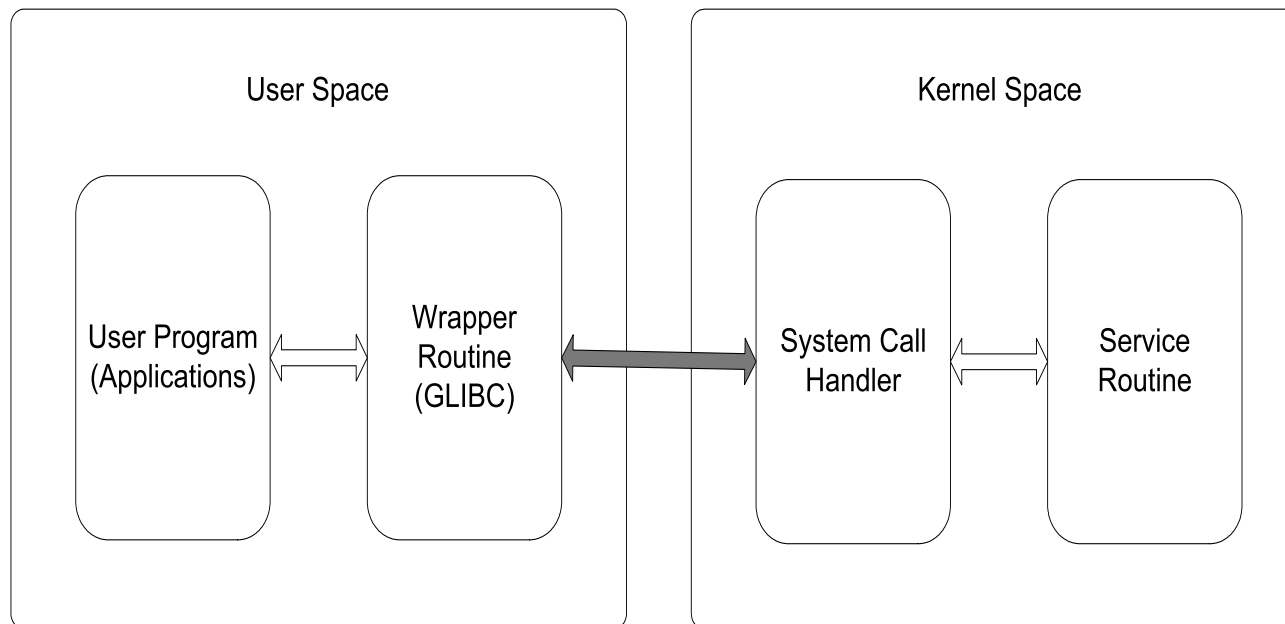 User Space
Kernel Space
User Program
(Applications)
Wrapper
Routine
(GLIBC)
System Call
Handler
Service
Routine